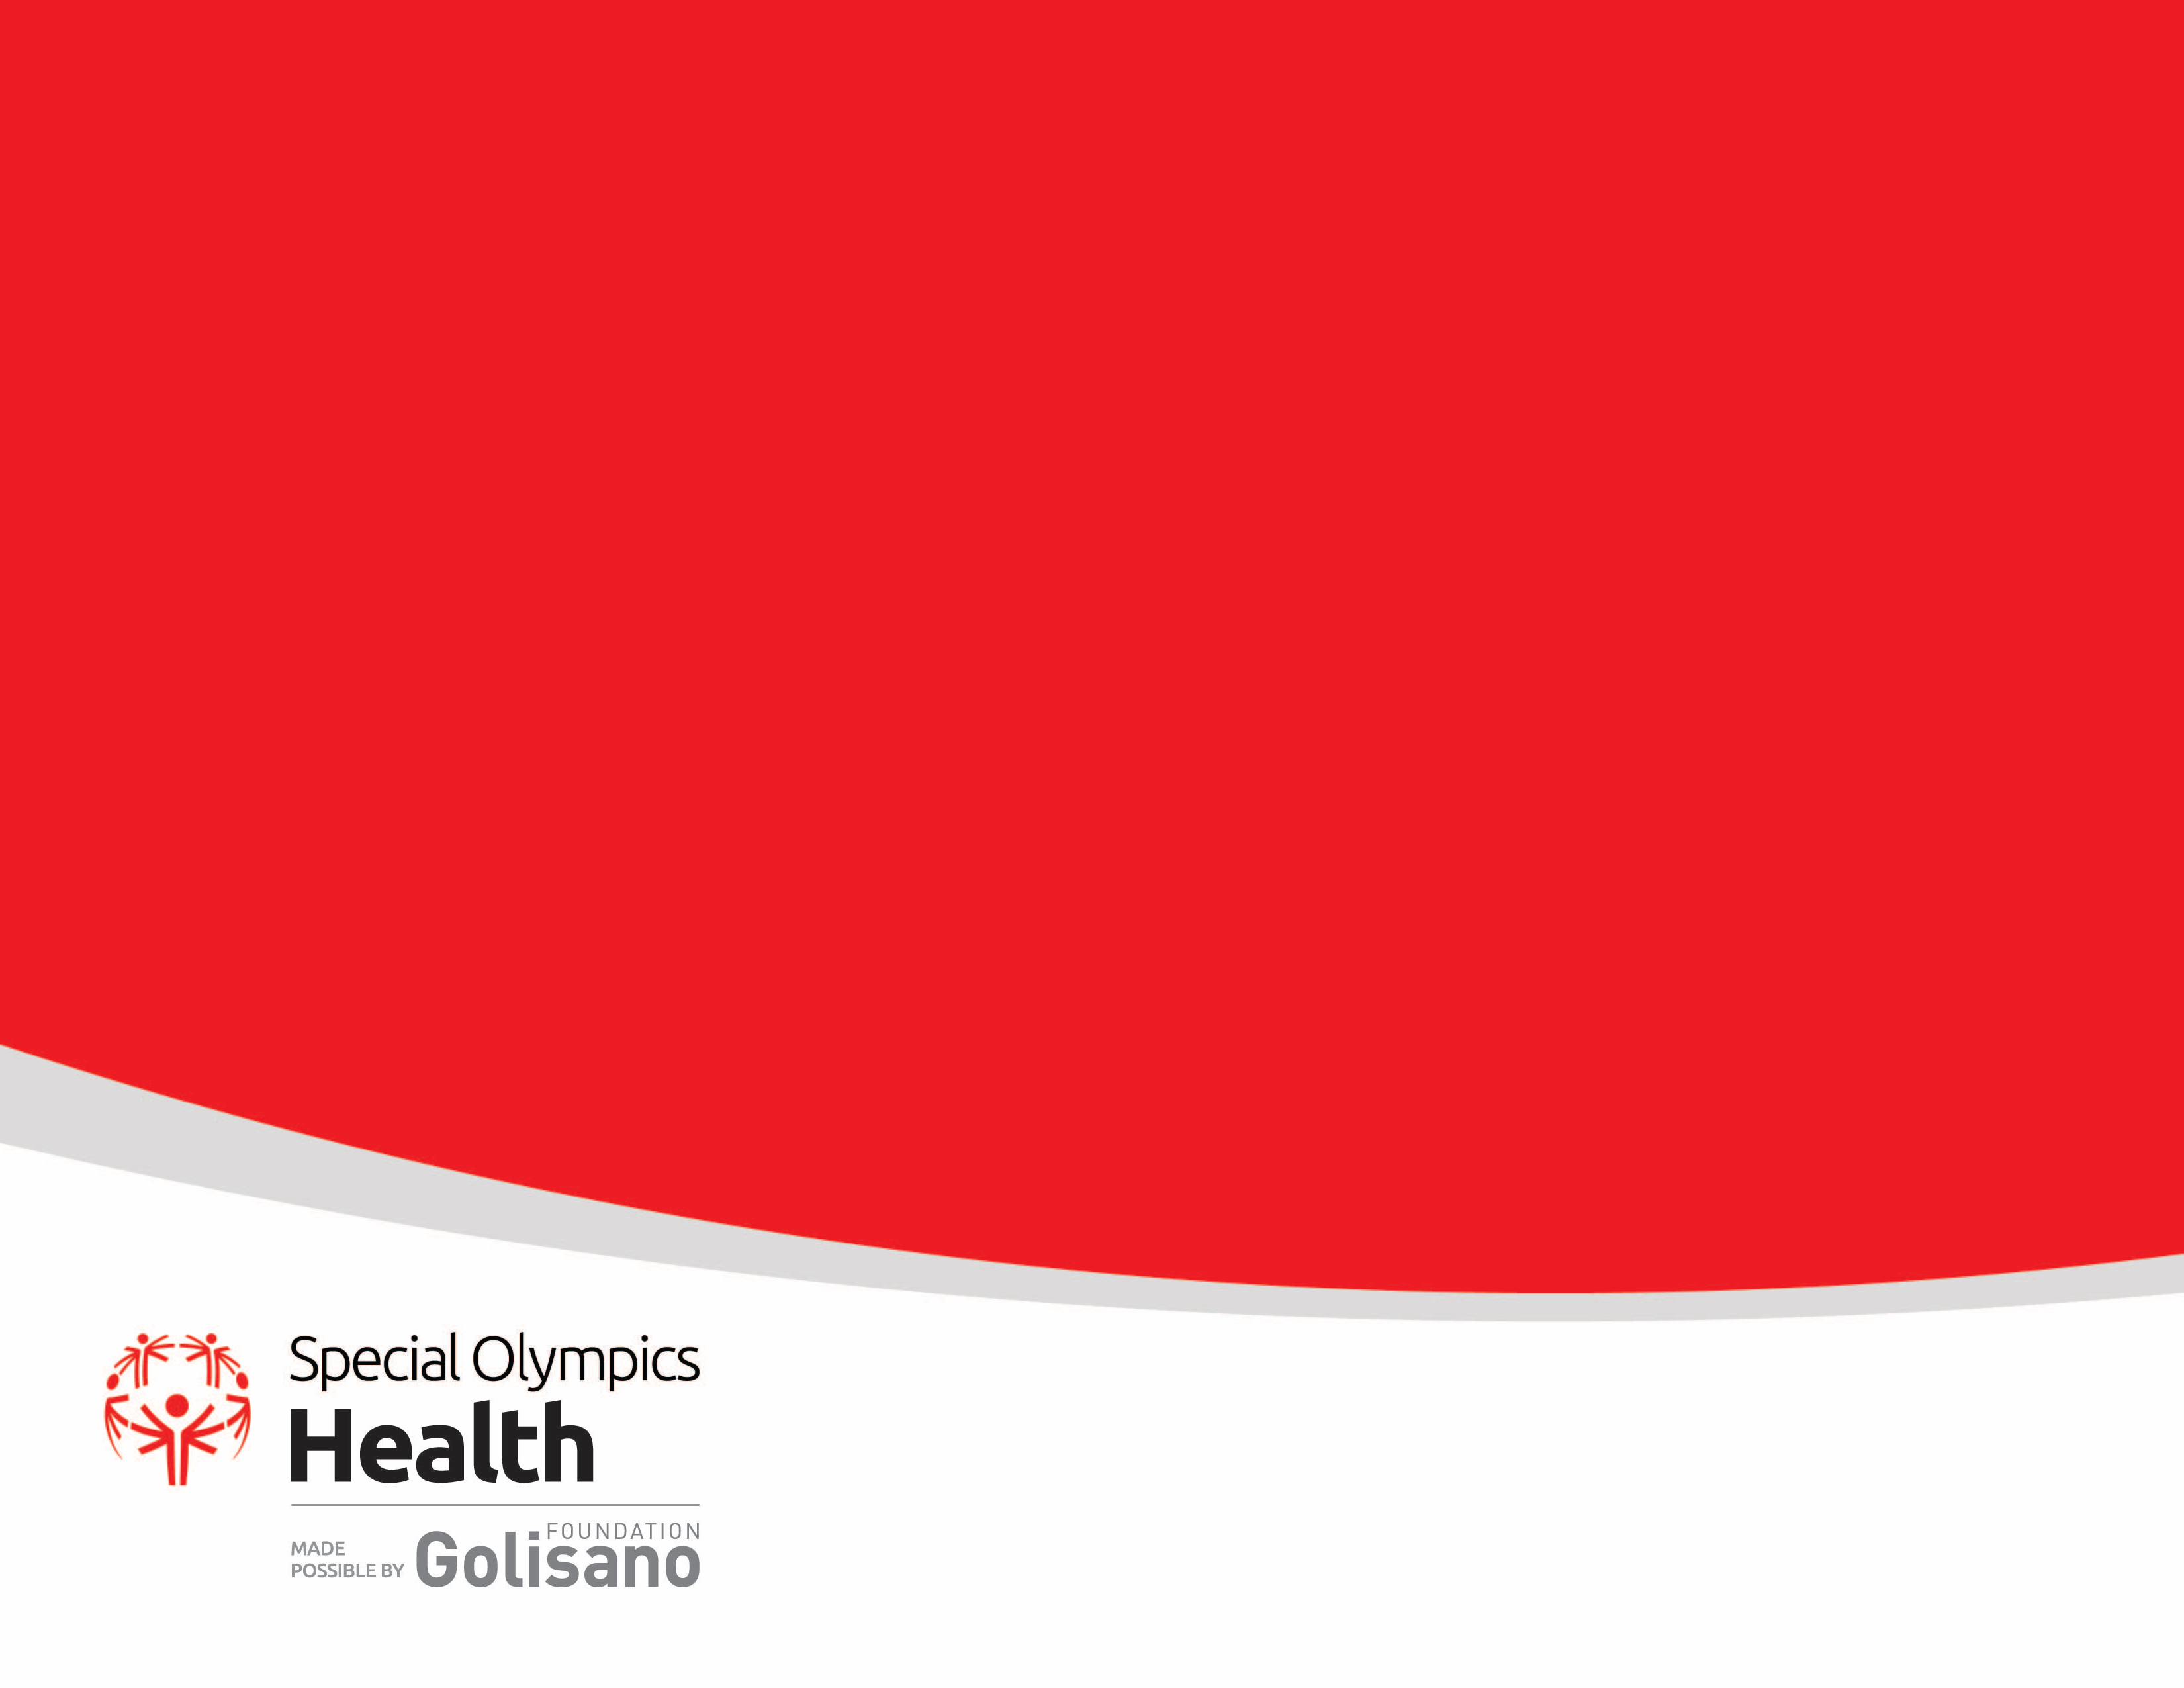 Special Olympics
Health
MADE
POSSIBLE BY
FOUNDATION
Golisano